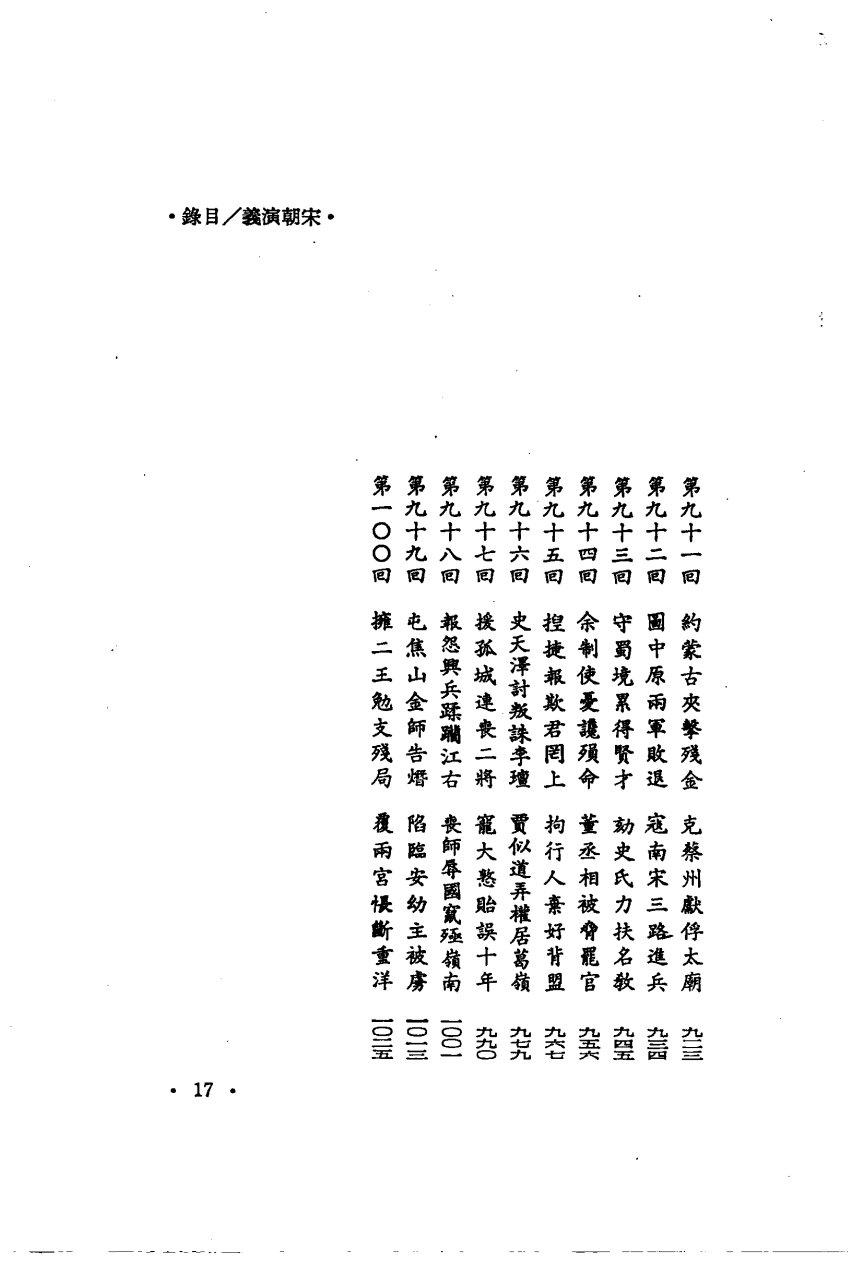 ·錄目／義演朝宋·
第九十一回　約蒙古夾擊殘金　克蔡州獻俘太廟　九二三
第九十二回　圖中原兩軍敗退　寇南宋三路進兵　九三四
第九十三回　守蜀境累得賢才　劾史氏力扶名教　九四五
第九十四回　余制使憂讒殞命　董丞相被脅罷官　九五六
第九十五回　捏捷報欺君罔上　拘行人棄好背盟　九六七
第九十六回　史天澤討叛誅李璮　賈似道弄權居葛嶺　九七九
第九十七回　援孤城連喪二將　寵大憝貽誤十年　九九〇
第九十八回　報怨興兵蹂躪江右　喪師辱國竄殛嶺南　一〇〇一
第九十九回　屯焦山金師告熸　陷臨安幼主被虜　一〇一三
第一〇〇回　擁二王勉支殘局　覆兩宮悵斷重洋　一〇二五
· 17 ·